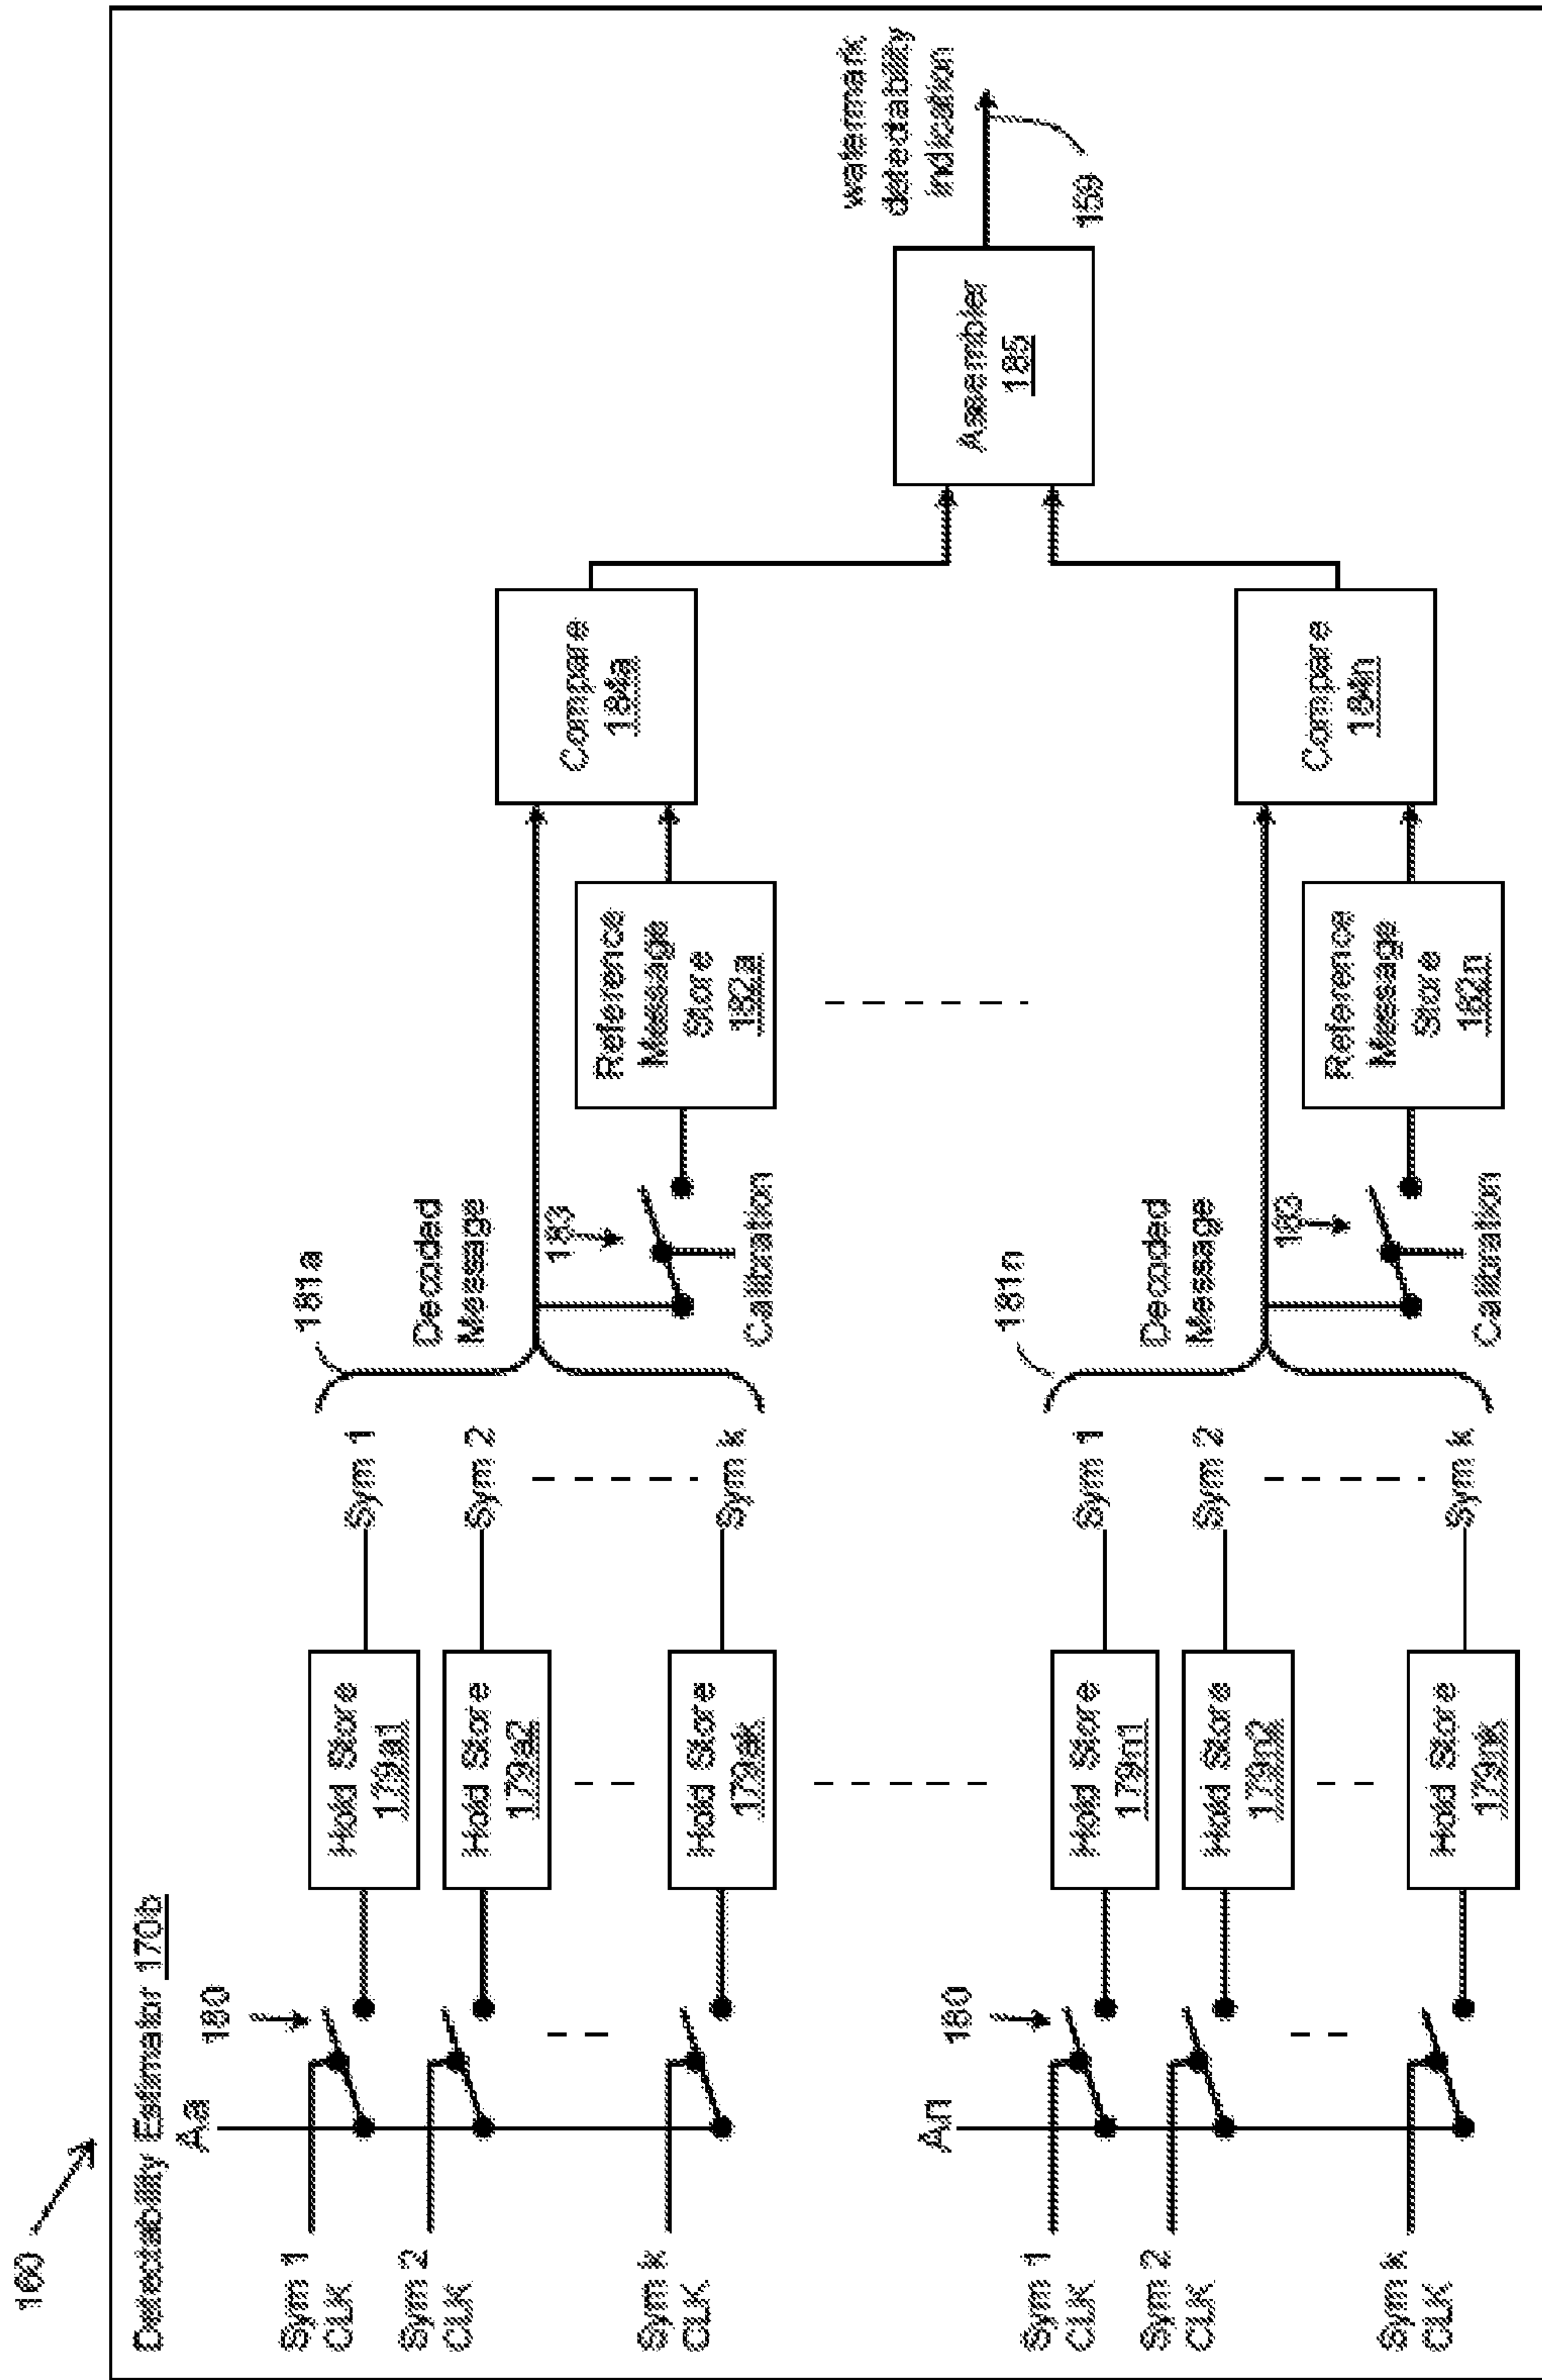 160
Detectability Estimator 170b
Aa
180
Sym 1
CLK
Sym 2
CLK
Sym k
CLK
Hold Store
179a1
Hold Store
179a2
Hold Store
179ak
Sym 1
Sym 2
Sym k
181a
Decoded
Message
183
Calibration
Reference
Message
Store
182a
Compare
184a
An
180
Sym 1
CLK
Sym 2
CLK
Sym k
CLK
Hold Store
179n1
Hold Store
179n2
Hold Store
179nk
Sym 1
Sym 2
Sym k
181n
Decoded
Message
183
Calibration
Reference
Message
Store
182n
Compare
184n
Assembler
185
watermark
detectability
indication
159